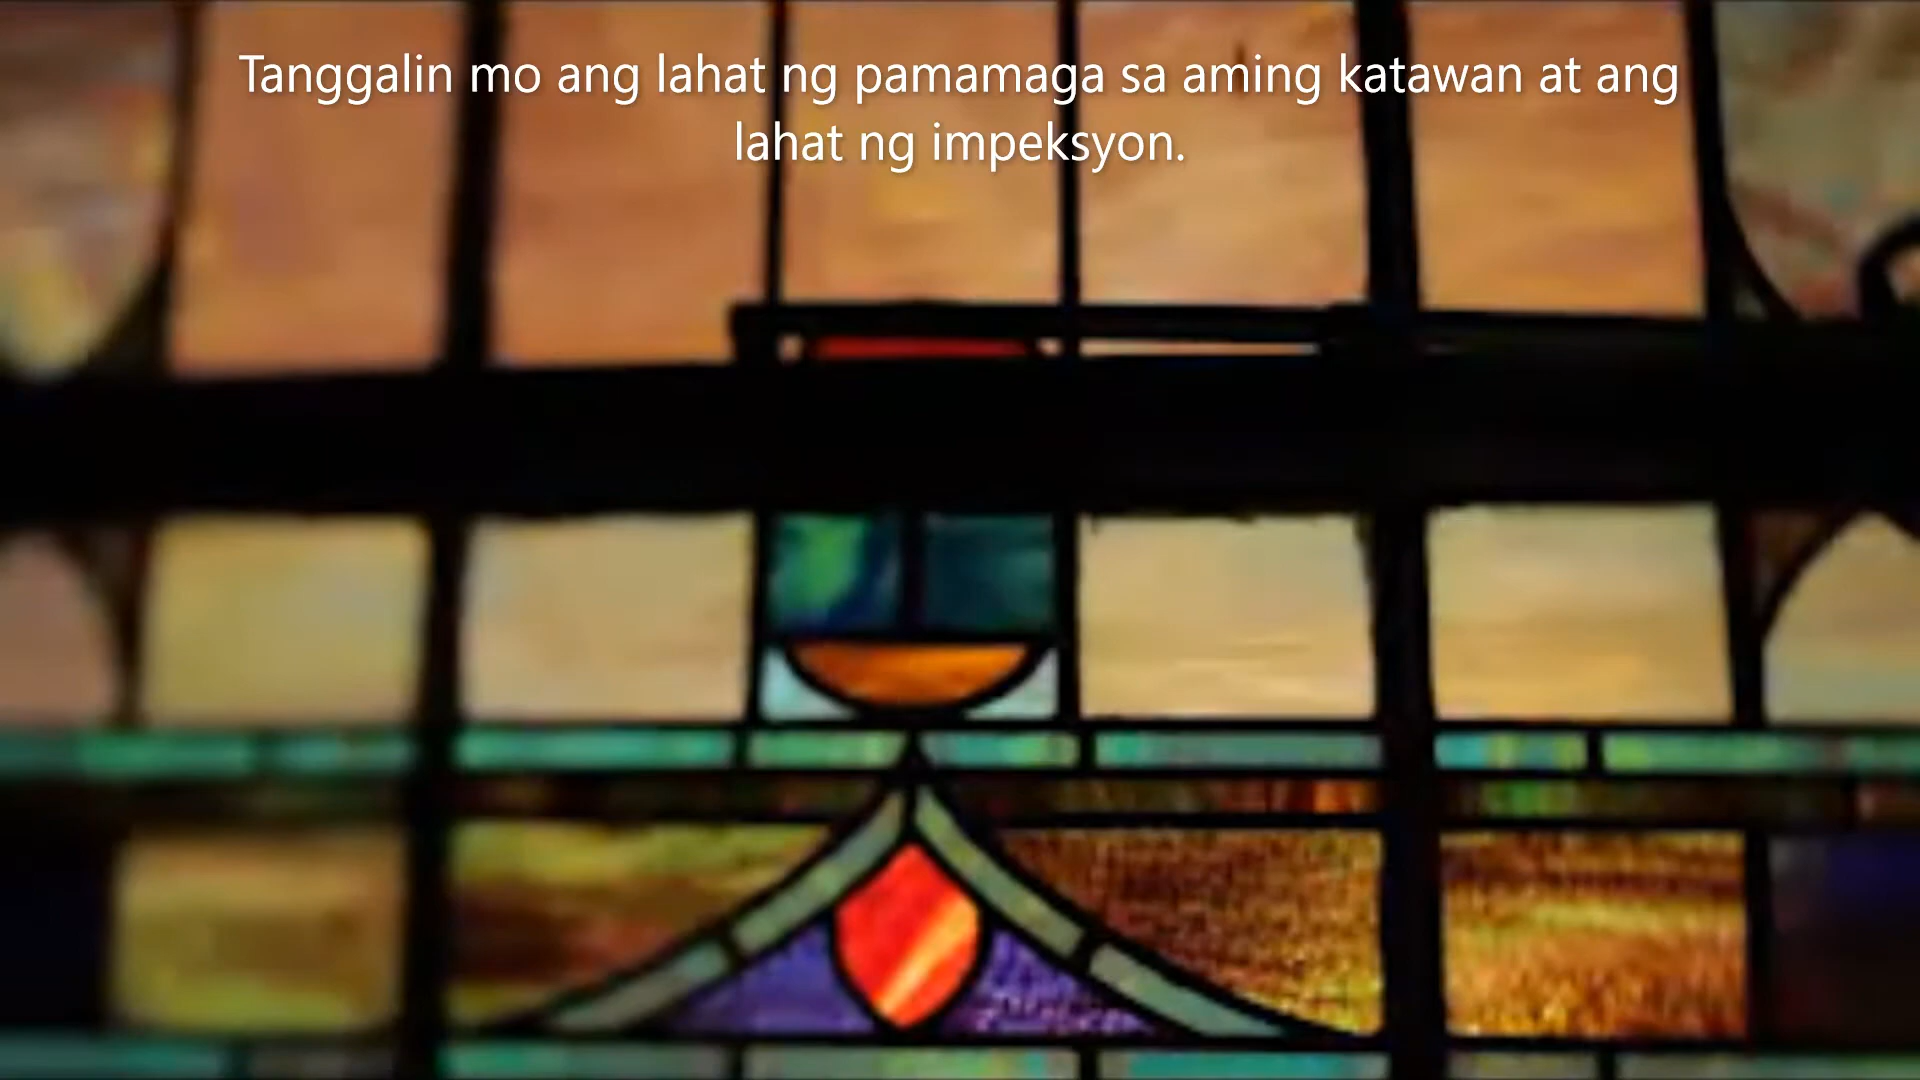 Tanggalin mo ang lahat ng pamamaga sa aming katawan at ang
lahat ng impeksyon.